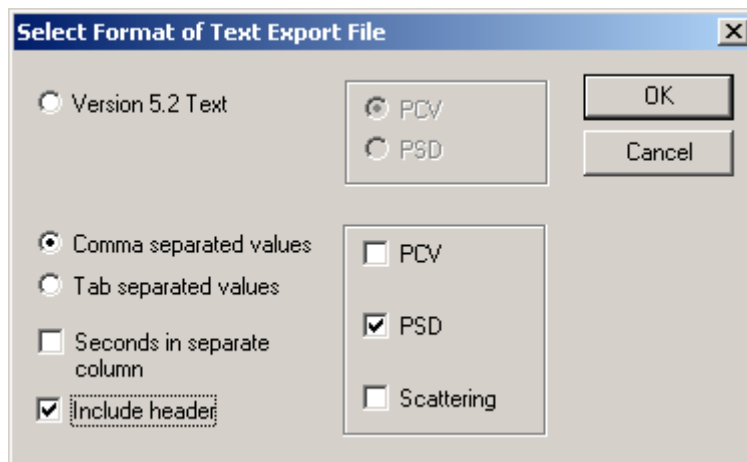 Select Format of Text Export File
Version 5.2 Text
PCV
PSD
OK
Cancel
Comma separated values
Tab separated values
Seconds in separate
column
Include header
PCV
PSD
Scattering